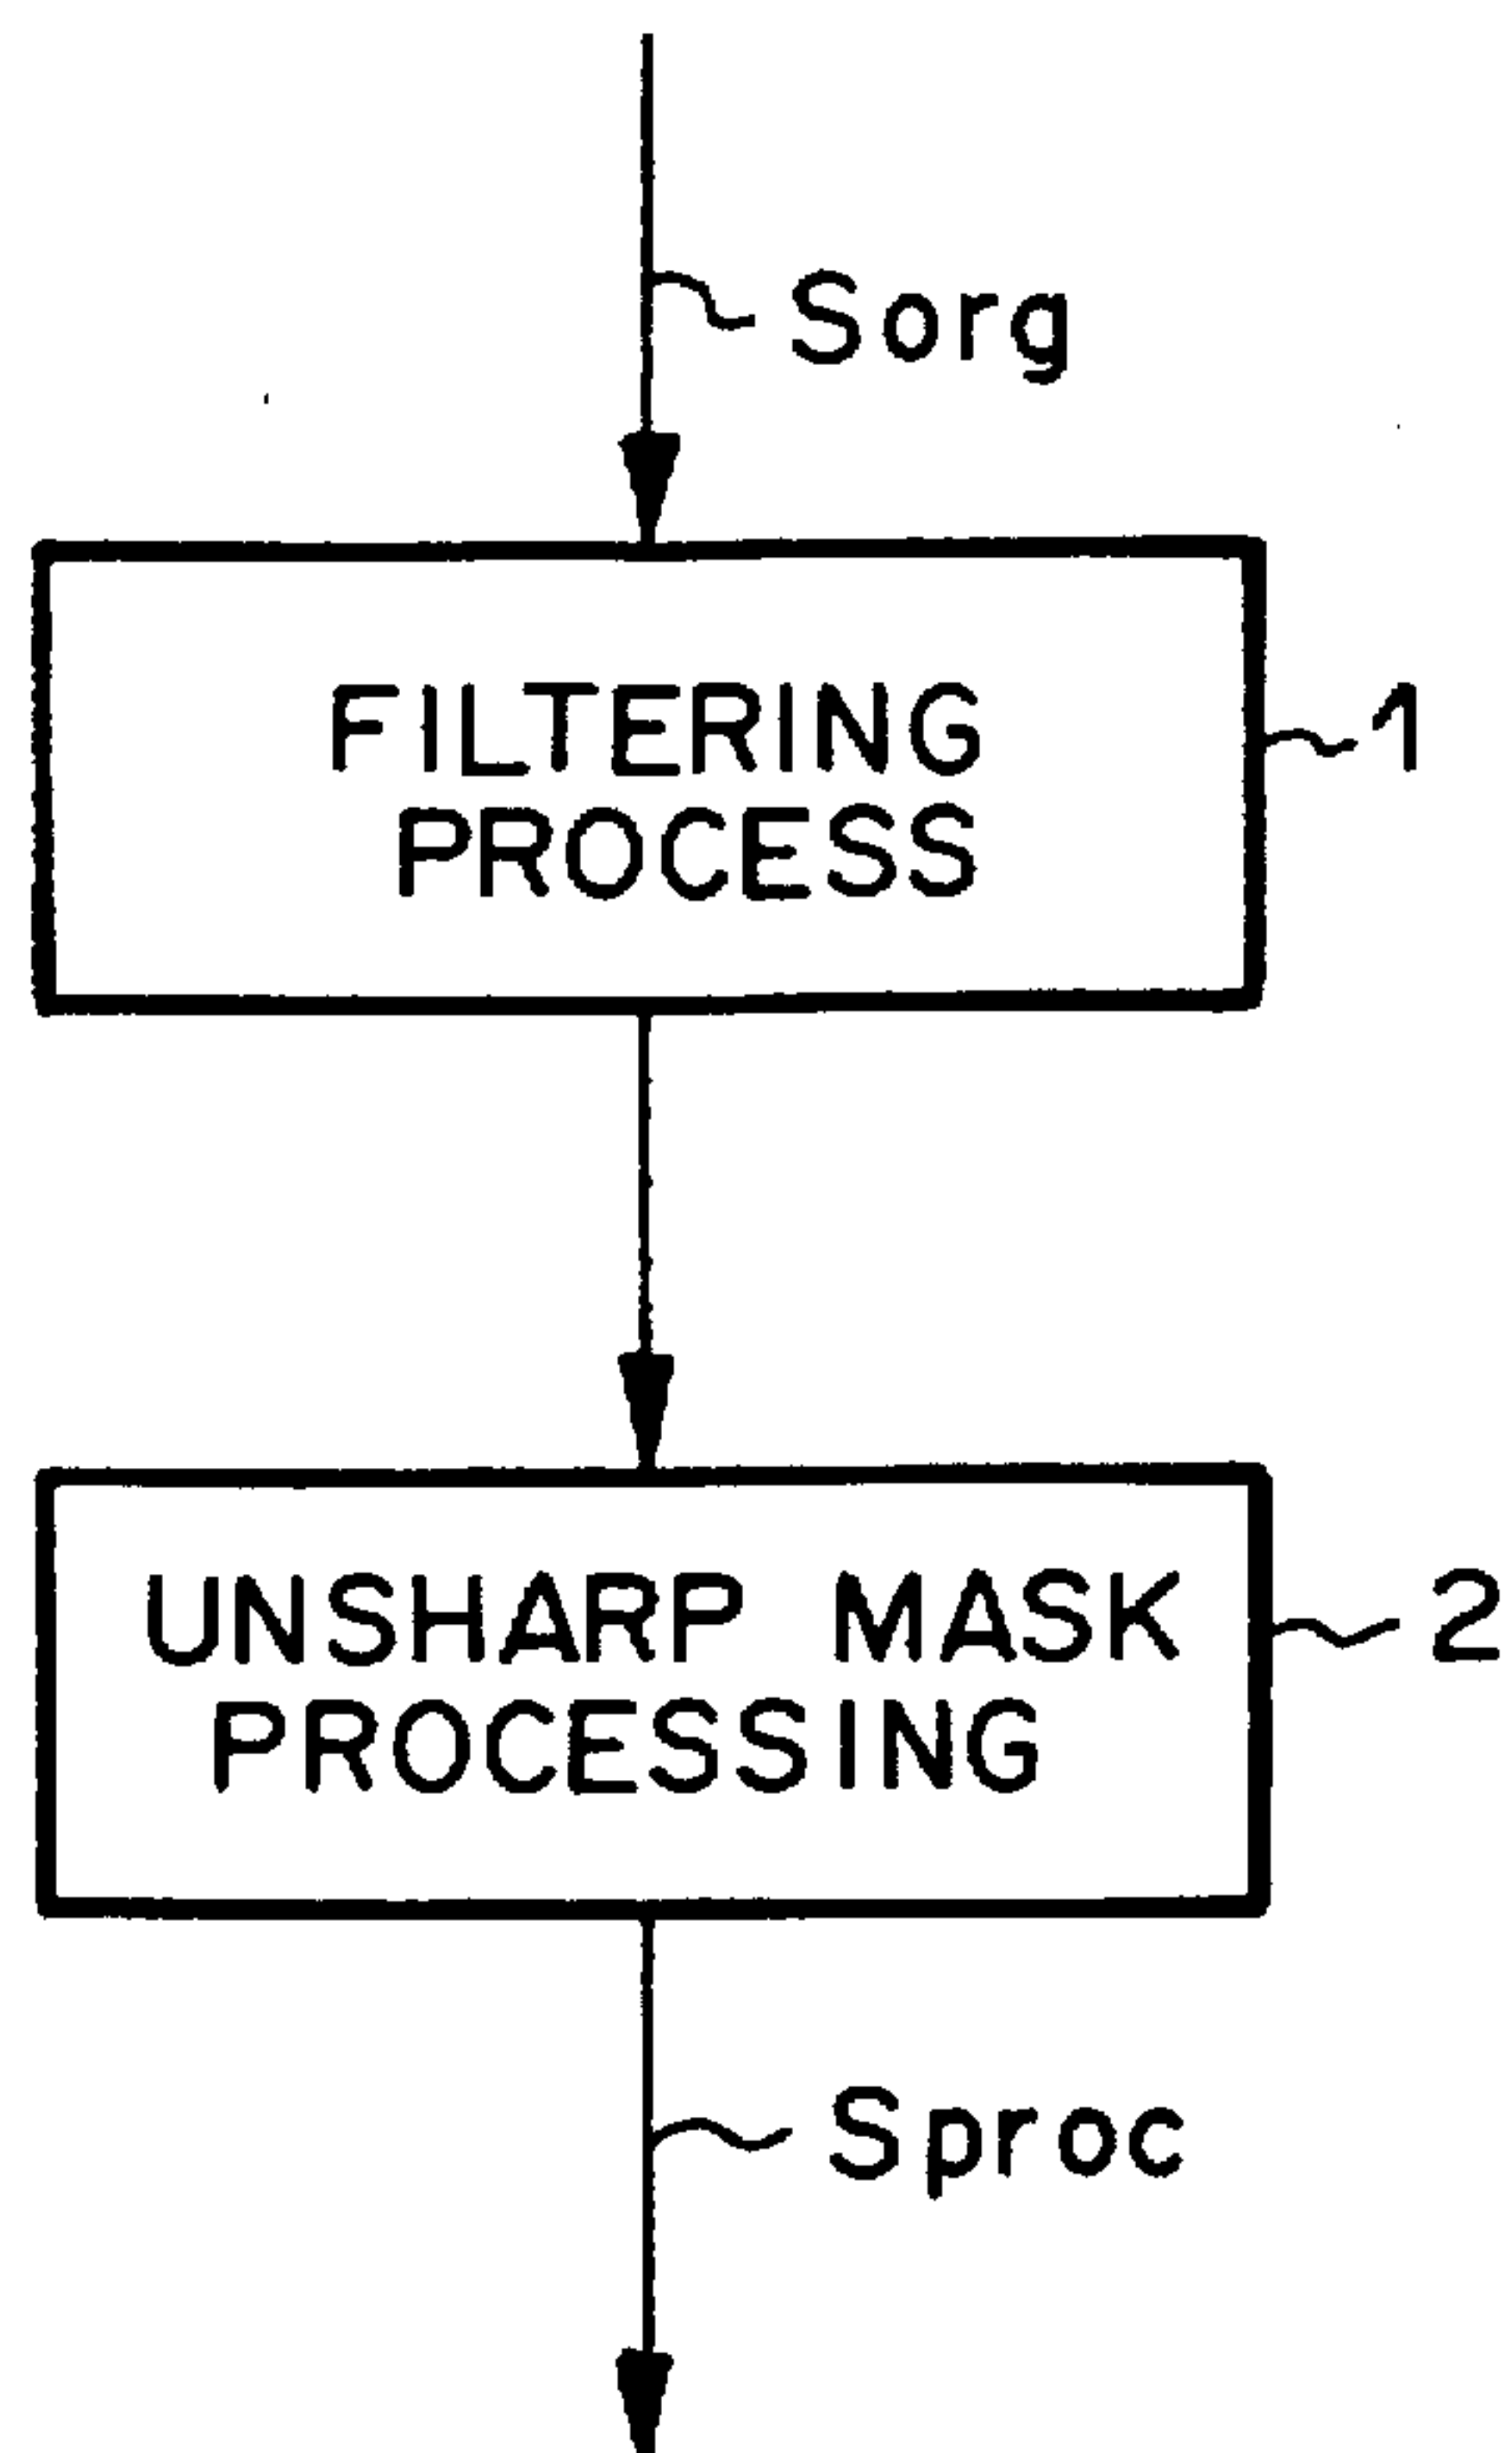 Sorg
FILTERING
PROCESS
1
UNSHARP MASK
PROCESSING
2
Sproc